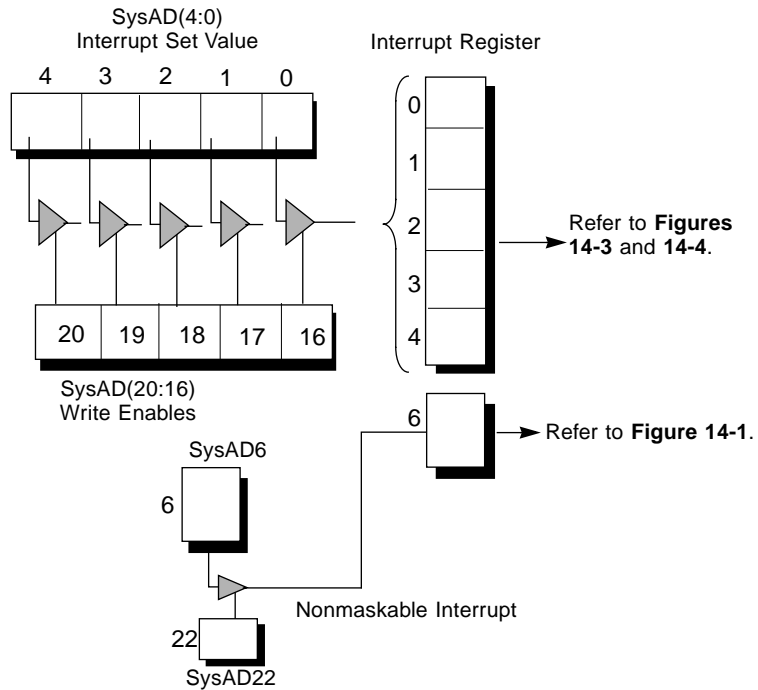 SysAD(4:0)
Interrupt Set Value
Interrupt Register
4 3 2 1 0
0
1
2
3
4
Refer to Figures
14-3 and 14-4.
20 19 18 17 16
SysAD(20:16)
Write Enables
6
Refer to Figure 14-1.
SysAD6
6
Nonmaskable Interrupt
22
SysAD22